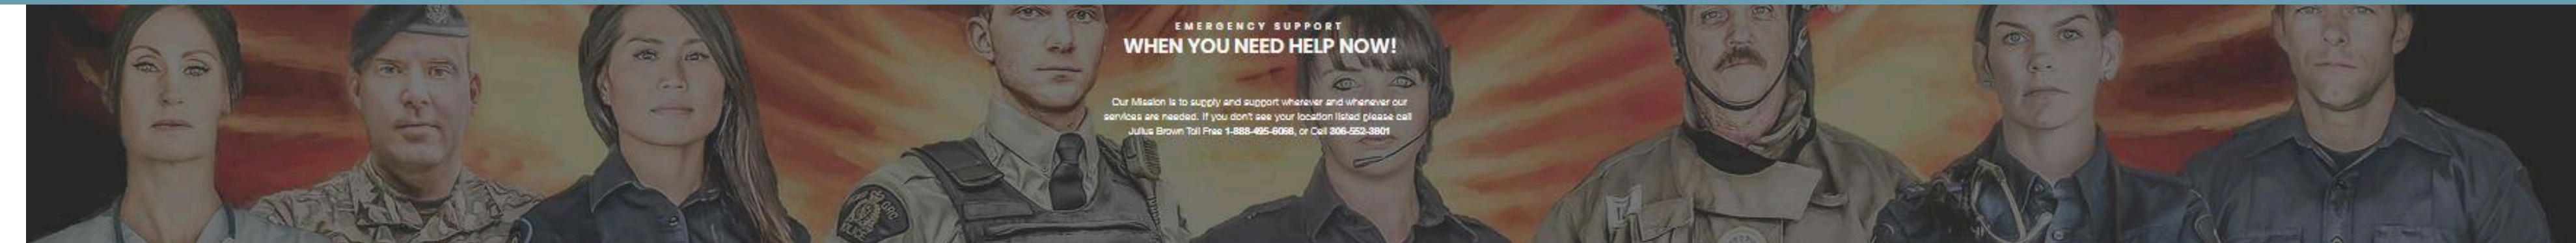 EMERGENCY SUPPORT
WHEN YOU NEED HELP NOW!
Our Mission is to supply and support wherever and whenever our
services are needed. If you don't see your location listed please call
Julius Brown Toll Free 1-888-495-6068, or Cell 306-552-3801
GRC
POLICE